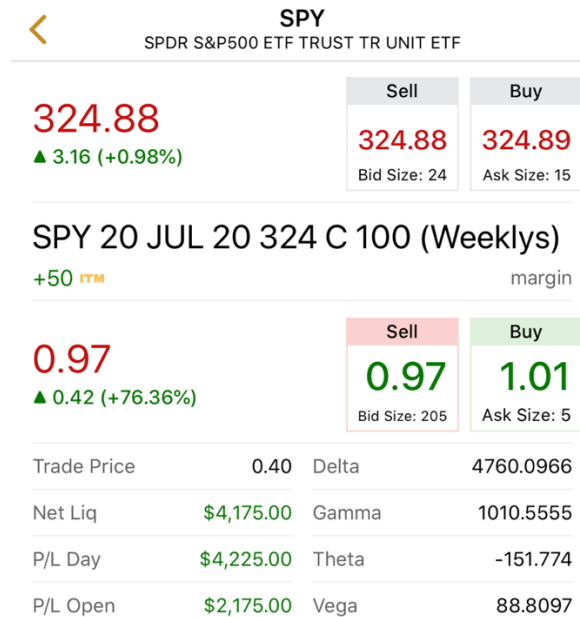 SPY
SPDR S&P500 ETF TRUST TR UNIT ETF
324.88
▲ 3.16 (+0.98%)
Sell
324.88
Bid Size: 24
Buy
324.89
Ask Size: 15
SPY 20 JUL 20 324 C 100 (Weeklys)
+50 ITM margin
0.97
▲ 0.42 (+76.36%)
Sell
0.97
Bid Size: 205
Buy
1.01
Ask Size: 5
Trade Price 0.40 Delta 4760.0966
Net Liq $4,175.00 Gamma 1010.5555
P/L Day $4,225.00 Theta -151.774
P/L Open $2,175.00 Vega 88.8097